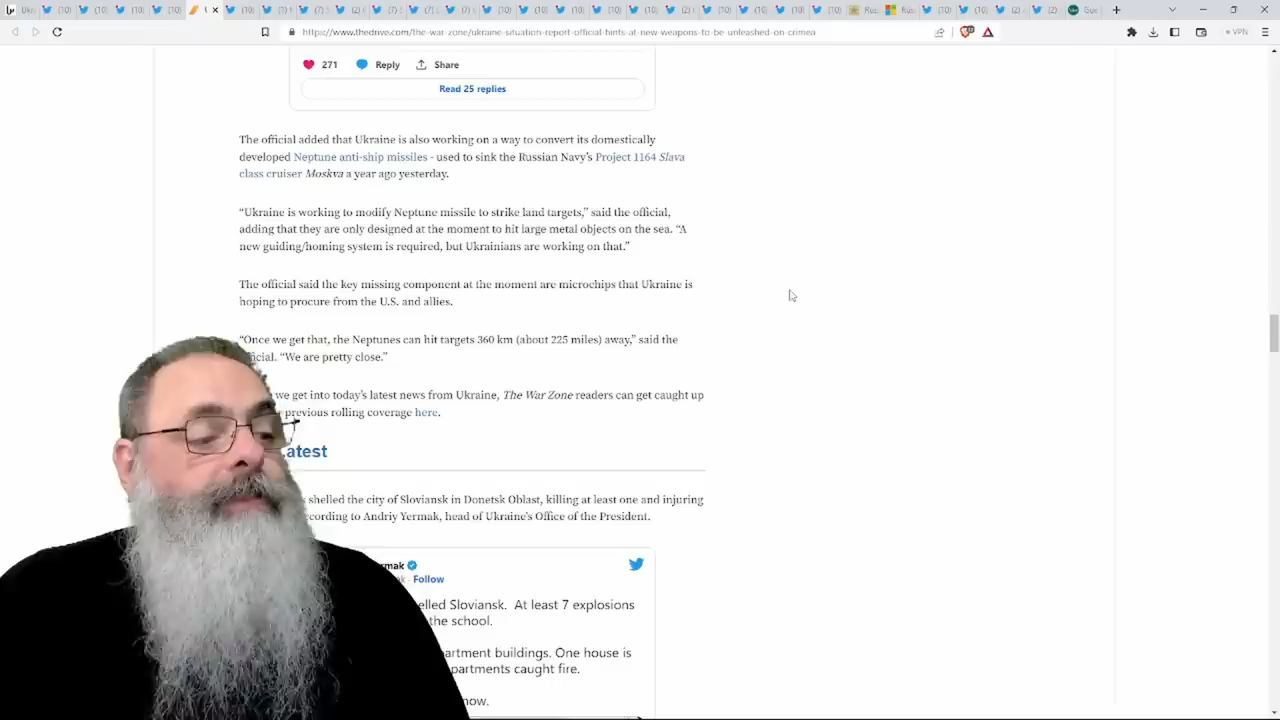 https://www.thedrive.com/the-war-zone/ukraine-situation-report-official-hints-at-new-weapons-to-be-unleashed-on-crimea
VPN
271 Reply Share
Read 25 replies
The official added that Ukraine is also working on a way to convert its domestically
developed Neptune anti-ship missiles - used to sink the Russian Navy's Project 1164 Slava
class cruiser Moskva a year ago yesterday.
“Ukraine is working to modify Neptune missile to strike land targets,” said the official,
adding that they are only designed at the moment to hit large metal objects on the sea. “A
new guiding/homing system is required, but Ukrainians are working on that.”
The official said the key missing component at the moment are microchips that Ukraine is
hoping to procure from the U.S. and allies.
“Once we get that, the Neptunes can hit targets 360 km (about 225 miles) away,” said the
“We are pretty close.”
we get into today's latest news from Ukraine, The War Zone readers can get caught up
previous rolling coverage here.
atest
shelled the city of Sloviansk in Donetsk Oblast, killing at least one and injuring
cording to Andriy Yermak, head of Ukraine's Office of the President.
rmak
Follow
elled Sloviansk. At least 7 explosions
the school.
artment buildings. One house is
partments caught fire.
now.